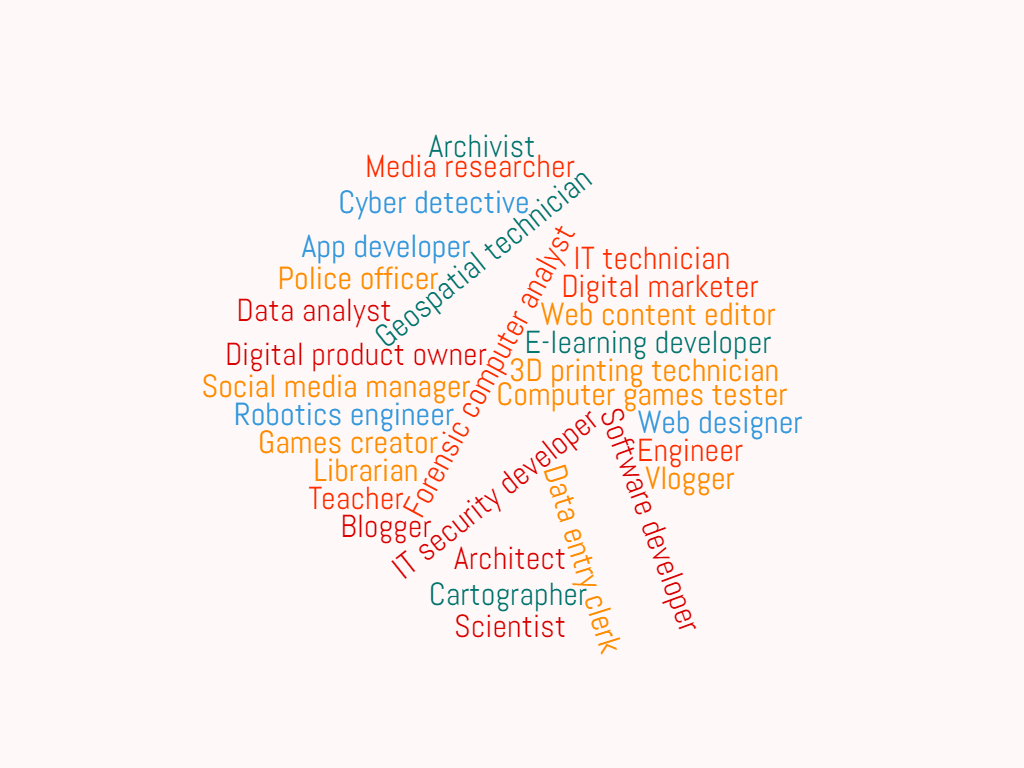 Archivist
Media researcher
Cyber detective
Geospatial technician
App developer
Police officer
Data analyst
Forensic computer analyst
IT technician
Digital marketer
Web content editor
E-learning developer
Digital product owner
3D printing technician
Social media manager
Computer games tester
Robotics engineer
Web designer
Games creator
Engineer
Librarian
Vlogger
Teacher
Blogger
IT security developer
Software developer
Data entry clerk
Architect
Cartographer
Scientist